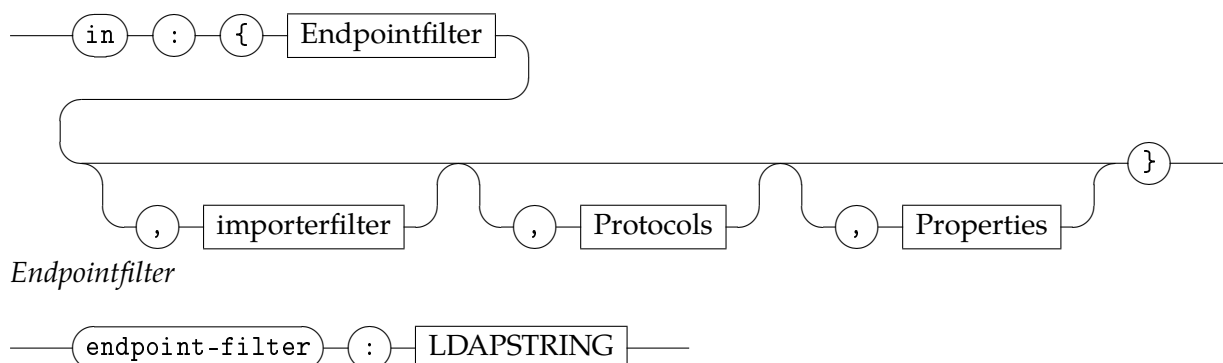 in : { Endpointfilter
, importerfilter , Protocols , Properties }
Endpointfilter
endpoint-filter : LDAPSTRING